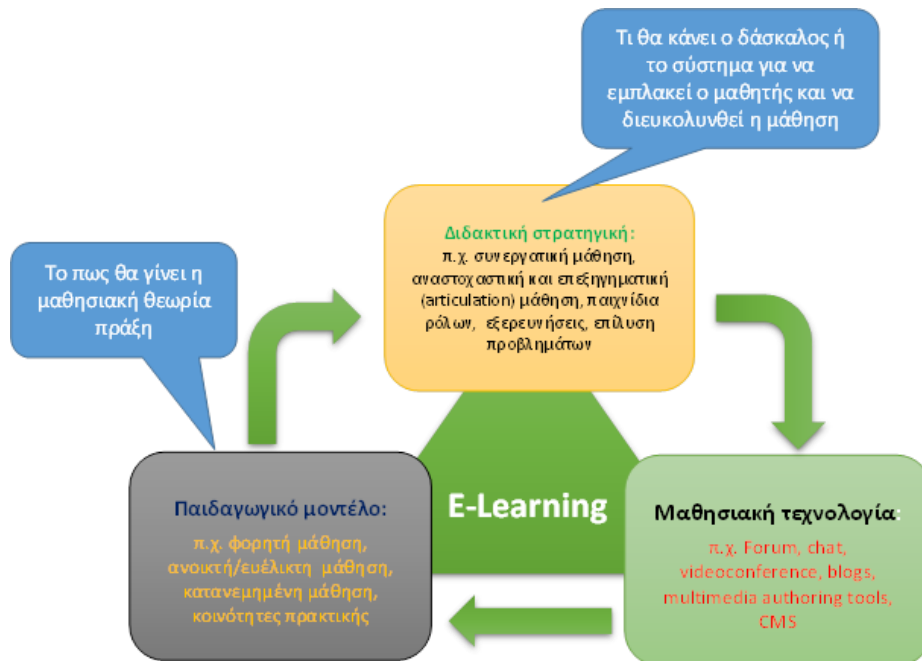 Τι θα κάνει ο δάσκαλος ή
το σύστημα για να
εμπλακεί ο μαθητής και να
διευκολυνθεί η μάθηση
Διδακτική στρατηγική:
π.χ. συνεργατική μάθηση,
αναστοχαστική και επεξηγηματική
(articulation) μάθηση, παιχνίδια
ρόλων, εξερευνήσεις, επίλυση
προβλημάτων
Το πως θα γίνει η
μαθησιακή θεωρία
πράξη
Παιδαγωγικό μοντέλο:
π.χ. φορητή μάθηση,
ανοικτή/ευέλικτη μάθηση,
κατανεμημένη μάθηση,
κοινότητες πρακτικής
E-Learning
Μαθησιακή τεχνολογία:
π.χ. Forum, chat,
videoconference, blogs,
multimedia authoring tools,
CMS